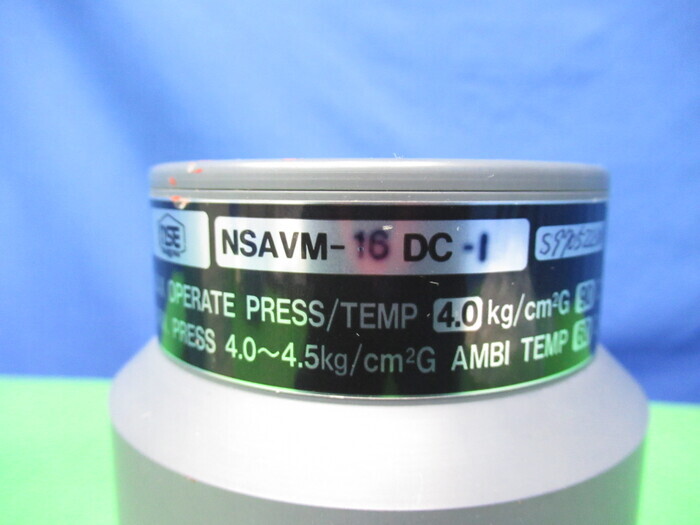 NSE
NSAVM-16 DC-1
OPERATE PRESS/TEMP 4.0 kg/cm²G
PRESS 4.0~4.5kg/cm²G AMBI TEMP